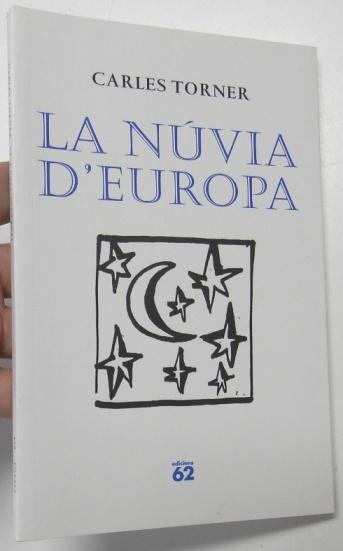 CARLES TORNER
LA NÚVIA
D'EUROPA
edicions
62